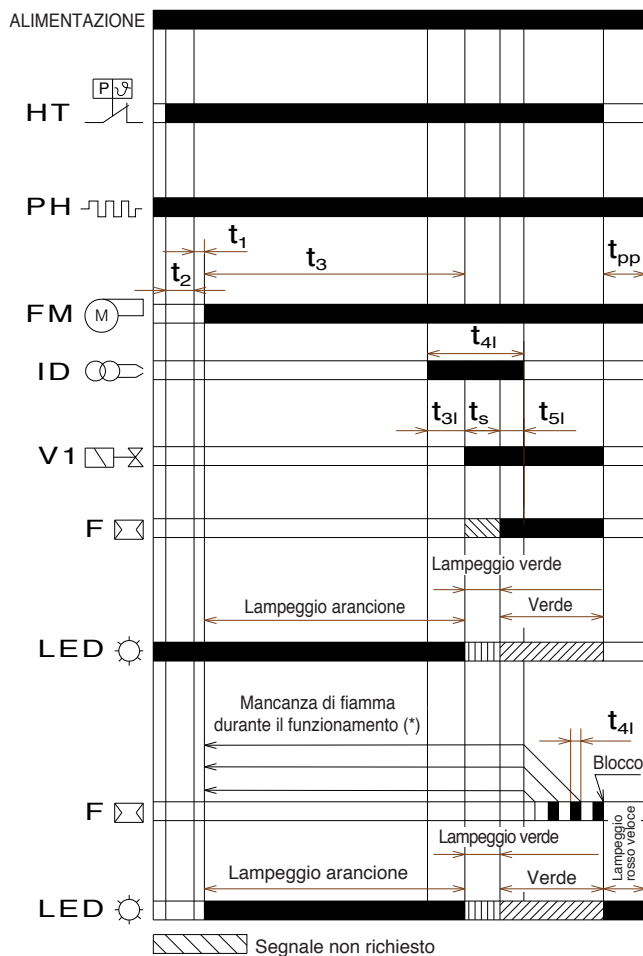 ALIMENTAZIONE
P ϑ
HT
PH
t1
t2
t3
tpp
FM M
t4l
ID
t3l ts t5l
V1
F
Lampeggio verde
Lampeggio arancione
Verde
LED
Mancanza di fiamma
durante il funzionamento (*)
t4l
Blocco
F
Lampeggio verde
Lampeggio
rosso veloce
Lampeggio arancione
Verde
LED
Segnale non richiesto